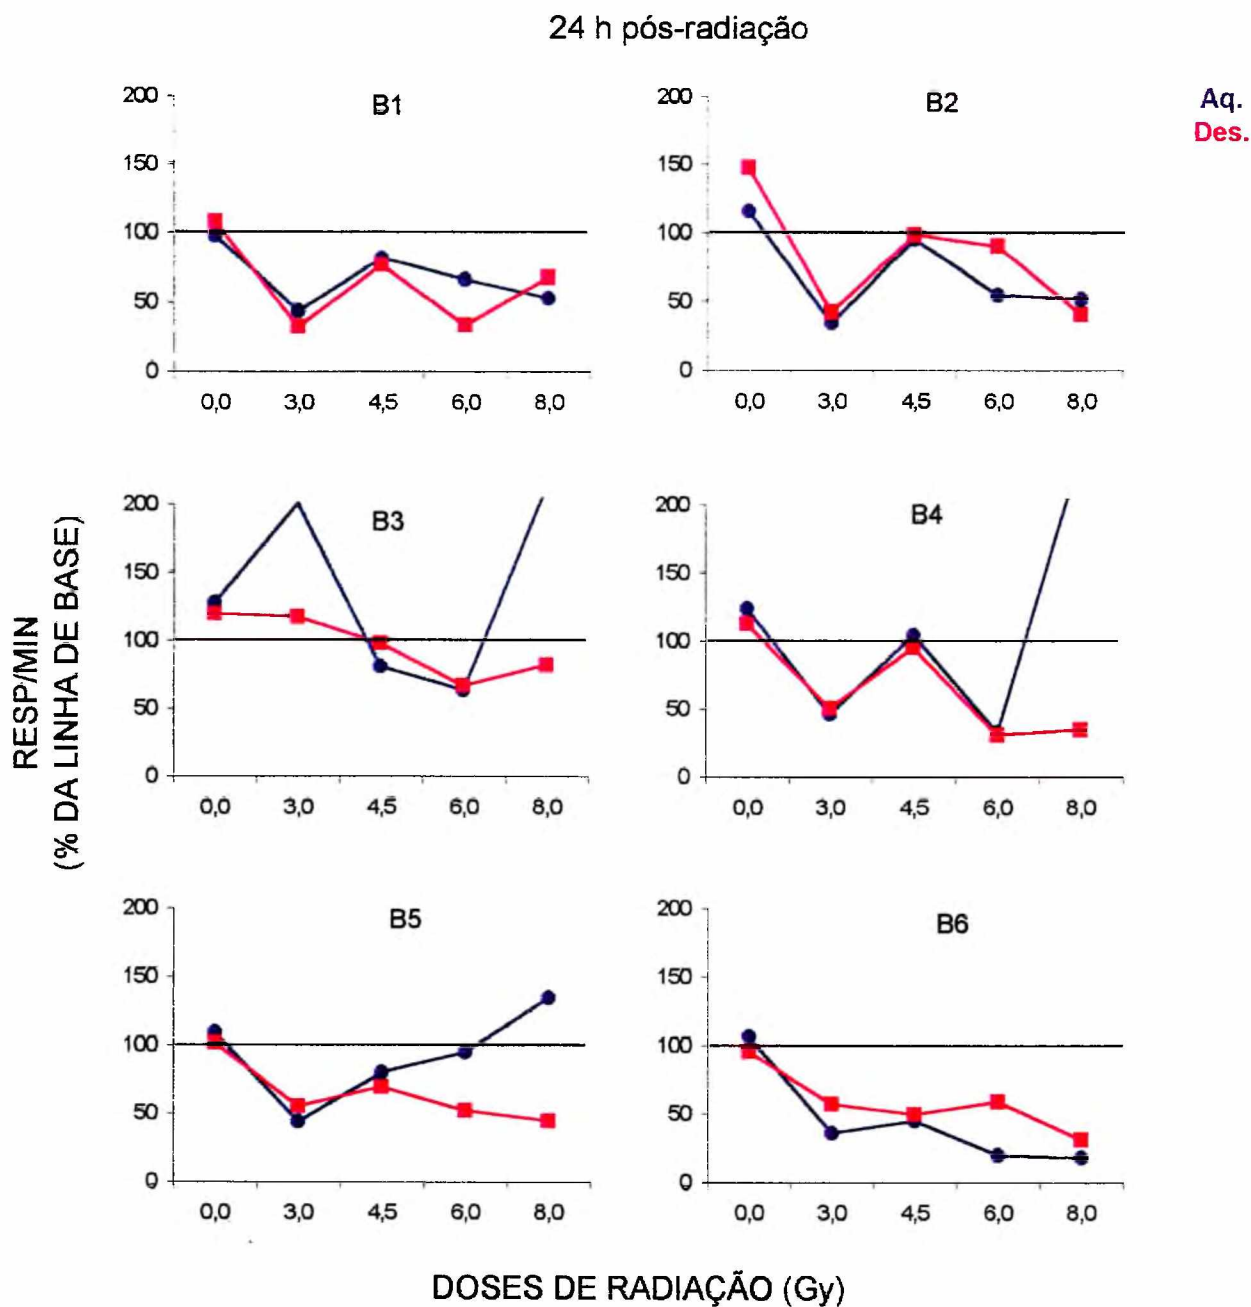 24 h pós-radiação
B1
200
150
100
50
0
0,0 3,0 4,5 6,0 8,0
B2
200
150
100
50
0
0,0 3,0 4,5 6,0 8,0
Aq.
Des.
RESP/MIN
(% DA LINHA DE BASE)
B3
200
150
100
50
0
0,0 3,0 4,5 6,0 8,0
B4
200
150
100
50
0
0,0 3,0 4,5 6,0 8,0
B5
200
150
100
50
0
0,0 3,0 4,5 6,0 8,0
B6
200
150
100
50
0
0,0 3,0 4,5 6,0 8,0
DOSES DE RADIAÇÃO (Gy)